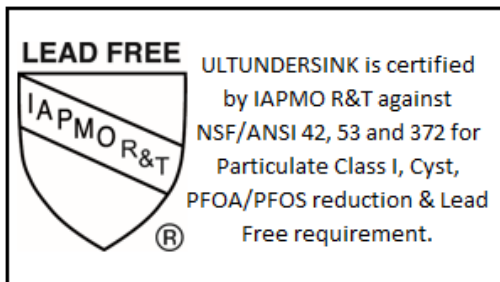 LEAD FREE
IAPMO R&T
®
ULTUNDERSINK is certified
by IAPMO R&T against
NSF/ANSI 42, 53 and 372 for
Particulate Class I, Cyst,
PFOA/PFOS reduction & Lead
Free requirement.